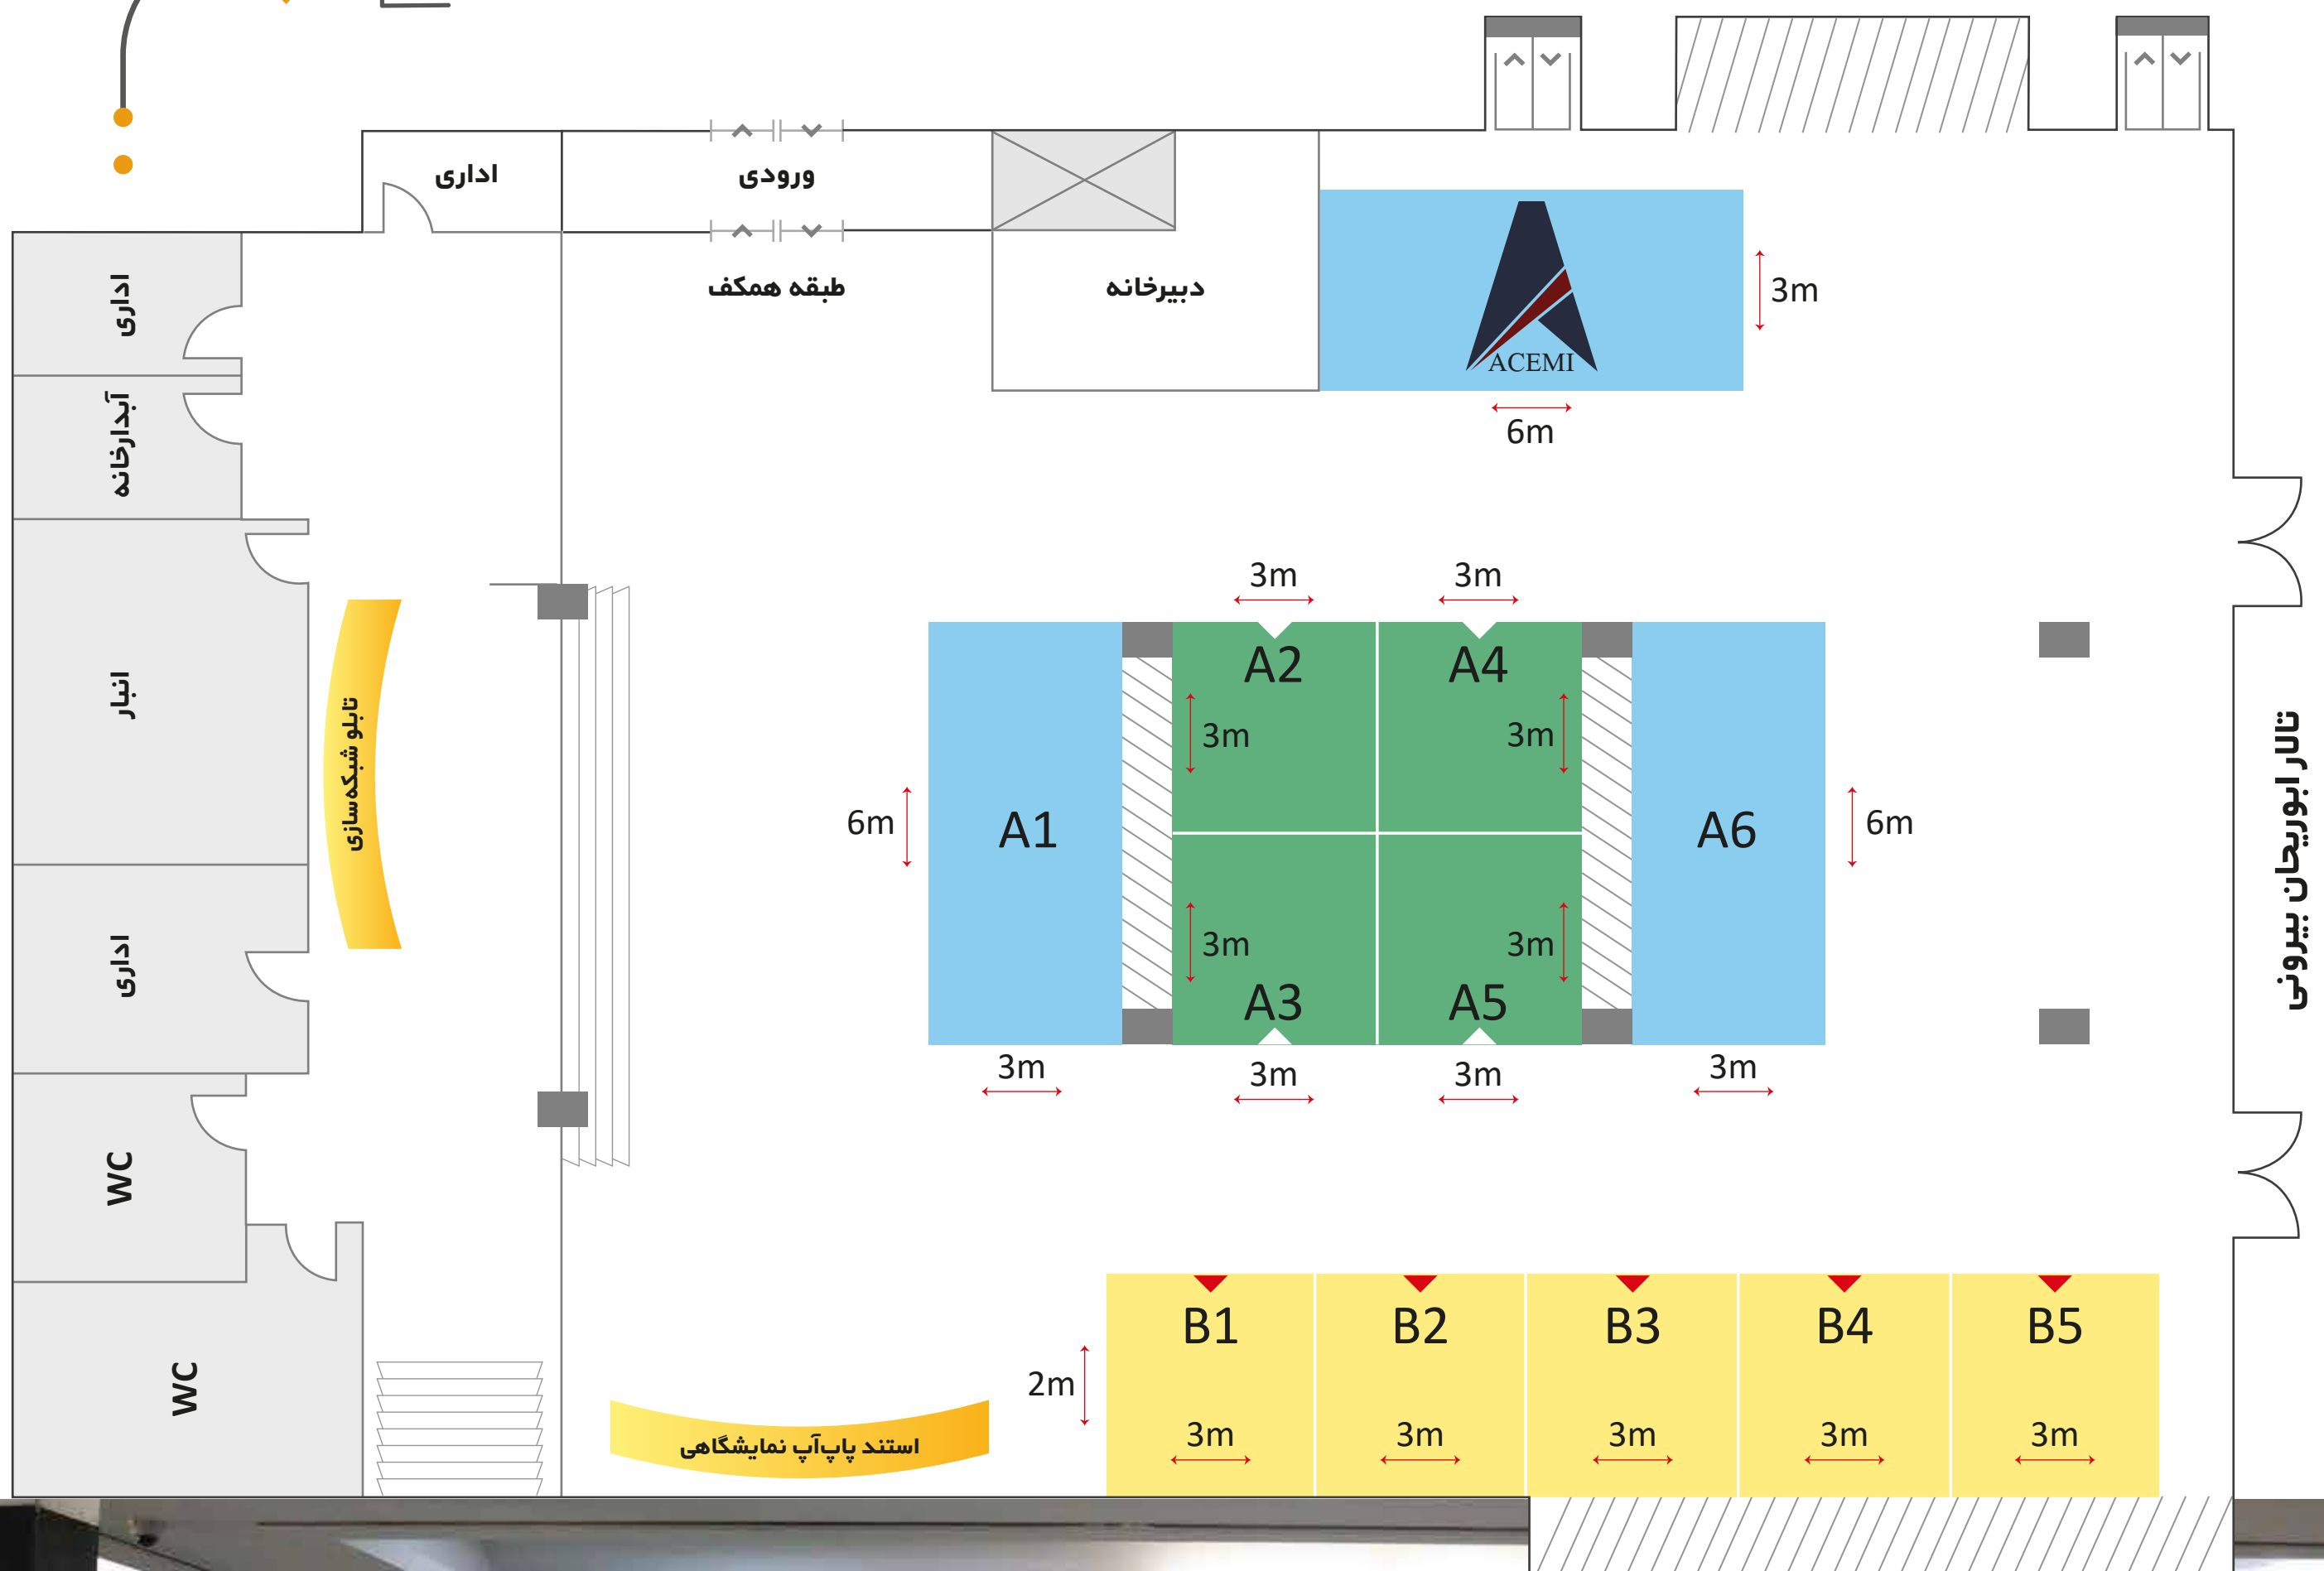 اداری
ورودی
طبقه همکف
دبیرخانه
ACEMI
3m
6m
اداری
آبدارخانه
انبار
اداری
WC
WC
تابلو شبکه‌سازی
3m
3m
A2
A4
3m
3m
6m
A1
A6
6m
3m
3m
A3
A5
3m
3m
3m
3m
تالار ابوریحان بیرونی
B1
B2
B3
B4
B5
2m
3m
3m
3m
3m
3m
استند پاپ‌آپ نمایشگاهی